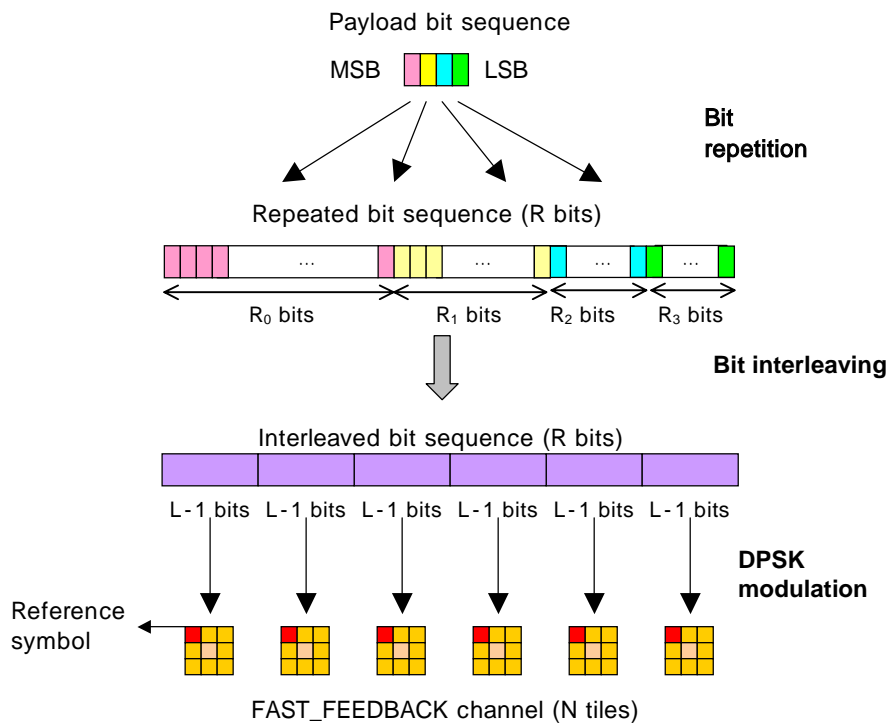 Payload bit sequence
MSB
LSB
Bit
repetition
Repeated bit sequence (R bits)
... ... ... ...
R₀ bits R₁ bits R₂ bits R₃ bits
Bit interleaving
Interleaved bit sequence (R bits)
L-1 bits L-1 bits L-1 bits L-1 bits L-1 bits L-1 bits
DPSK
modulation
Reference
symbol
FAST_FEEDBACK channel (N tiles)